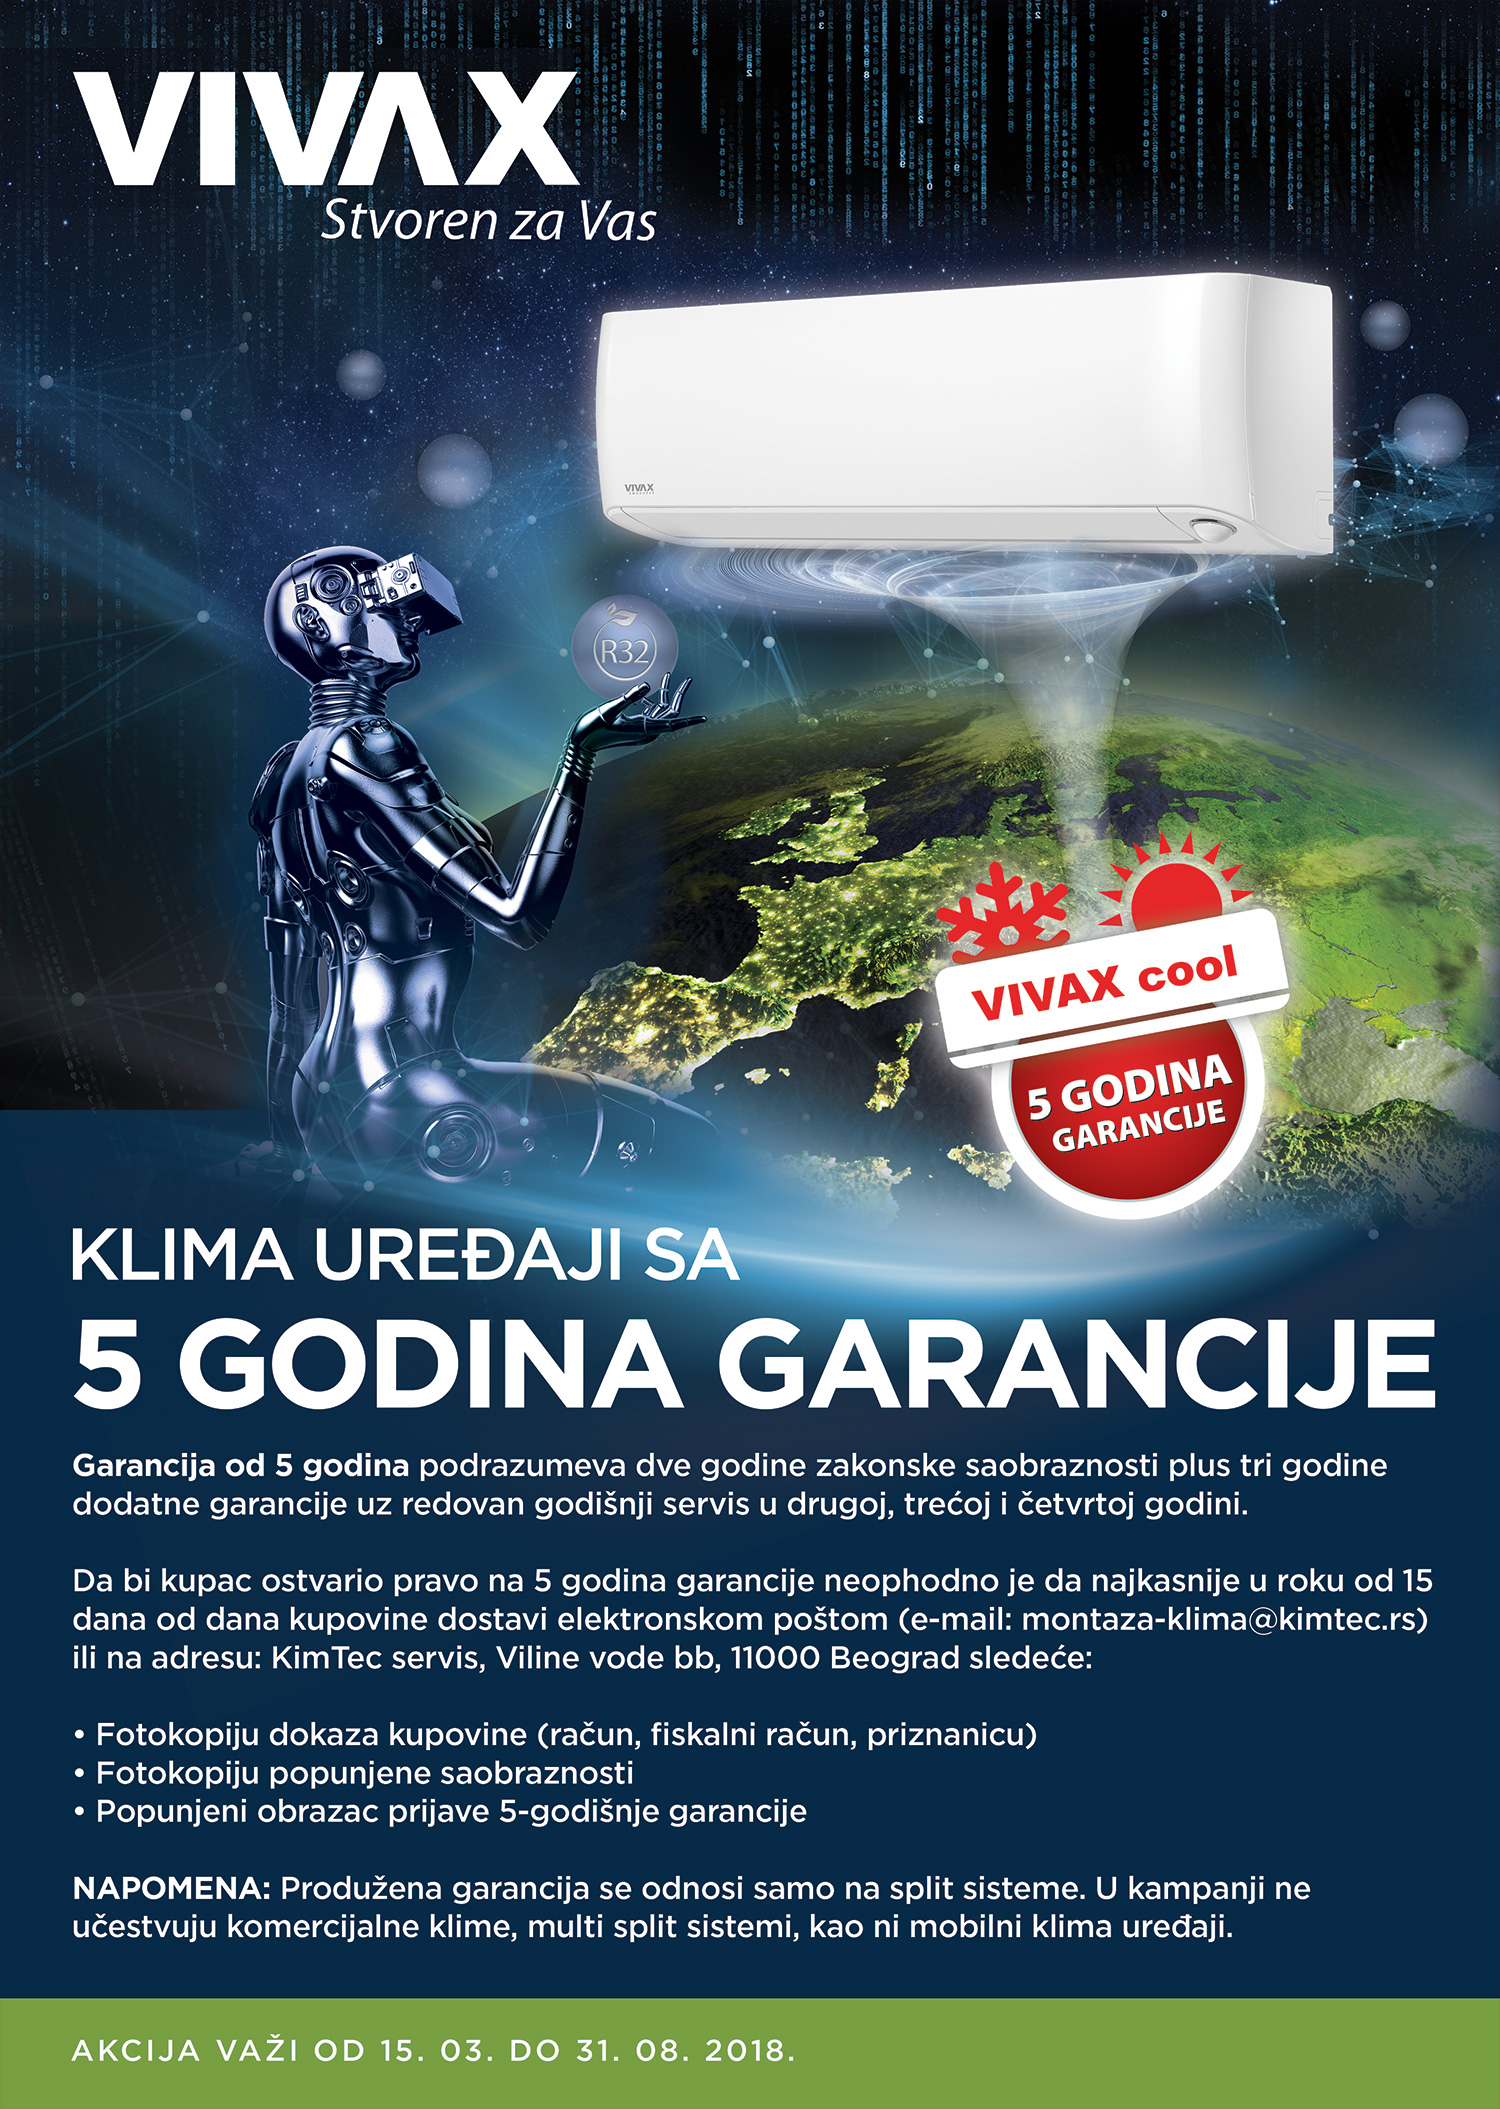 VIVAX
Stvoren za Vas
VIVAX
R32
VIVAX cool
5 GODINA
GARANCIJE
KLIMA UREĐAJI SA
5 GODINA GARANCIJE
Garancija od 5 godina podrazumeva dve godine zakonske saobraznosti plus tri godine
dodatne garancije uz redovan godišnji servis u drugoj, trećoj i četvrtoj godini.
Da bi kupac ostvario pravo na 5 godina garancije neophodno je da najkasnije u roku od 15
dana od dana kupovine dostavi elektronskom poštom (e-mail: montaza-klima@kimtec.rs)
ili na adresu: KimTec servis, Viline vode bb, 11000 Beograd sledeće:
• Fotokopiju dokaza kupovine (račun, fiskalni račun, priznanicu)
• Fotokopiju popunjene saobraznosti
• Popunjeni obrazac prijave 5-godišnje garancije
NAPOMENA: Produžena garancija se odnosi samo na split sisteme. U kampanji ne
učestvuju komercijalne klime, multi split sistemi, kao ni mobilni klima uređaji.
AKCIJA VAŽI OD 15. 03. DO 31. 08. 2018.